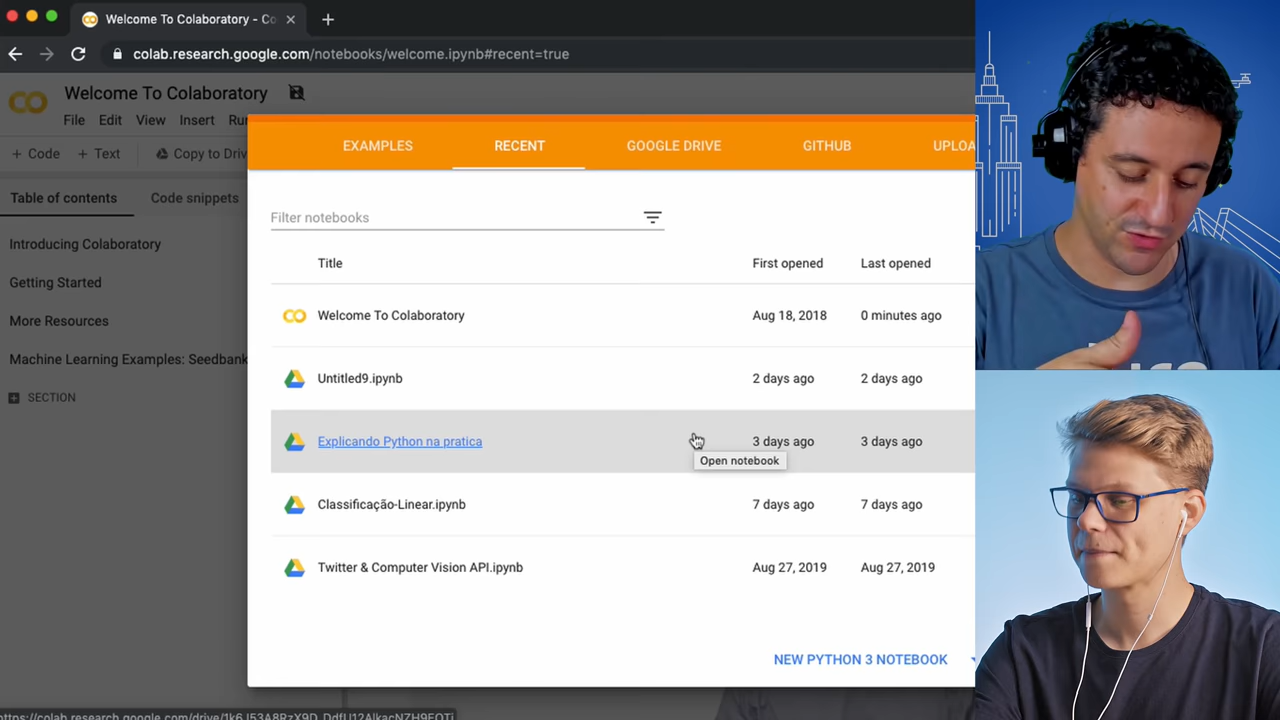 Welcome To Colaboratory - Co
colab.research.google.com/notebooks/welcome.ipynb#recent=true
Welcome To Colaboratory
File Edit View Insert
+ Code + Text Copy to Driv
Table of contents Code snippets
Introducing Colaboratory
Getting Started
More Resources
Machine Learning Examples: Seedbank
SECTION
EXAMPLES RECENT GOOGLE DRIVE GITHUB UPLOA
Filter notebooks
Title First opened Last opened
Welcome To Colaboratory Aug 18, 2018 0 minutes ago
Untitled9.ipynb 2 days ago 2 days ago
Explicando Python na pratica 3 days ago 3 days ago
Open notebook
Classificação-Linear.ipynb 7 days ago 7 days ago
Twitter & Computer Vision API.ipynb Aug 27, 2019 Aug 27, 2019
NEW PYTHON 3 NOTEBOOK